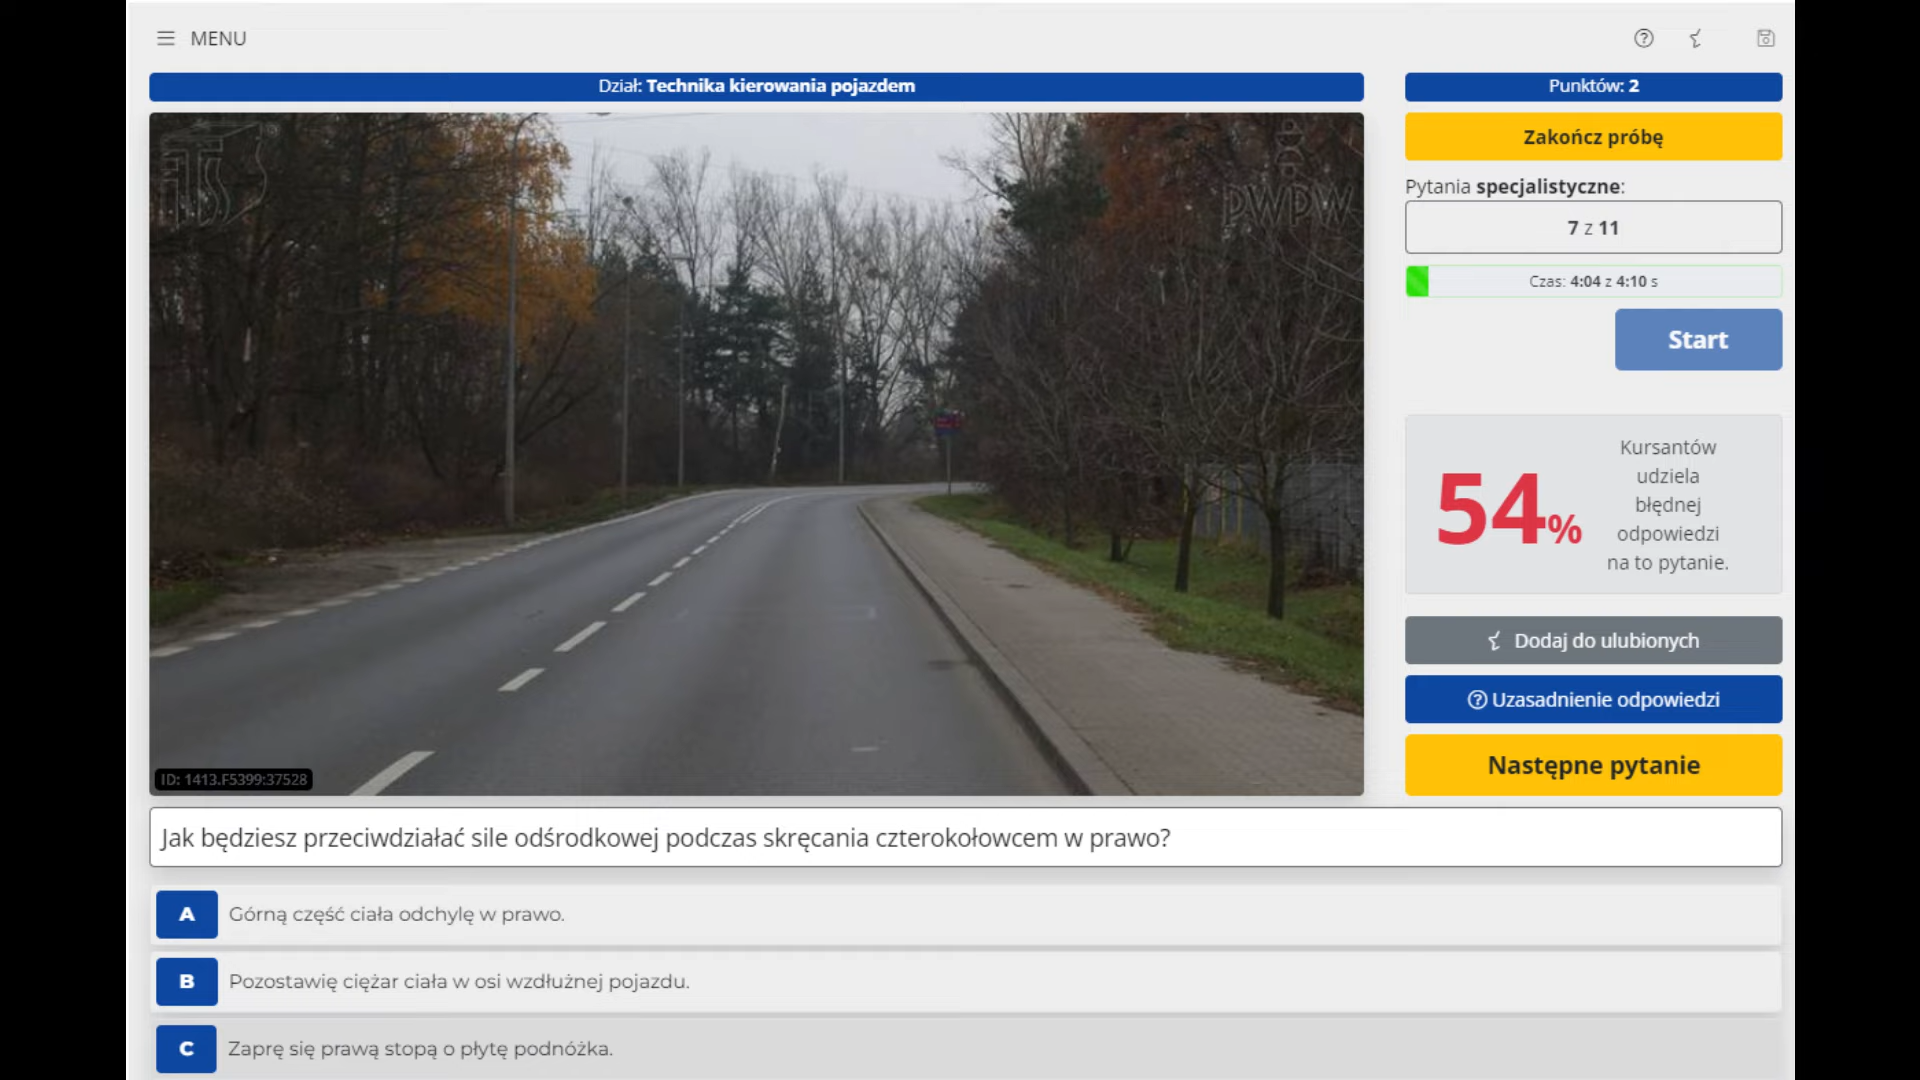 MENU
Dział: Technika kierowania pojazdem
Punktów: 2
Zakończ próbę
Pytania specjalistyczne:
7 z 11
Czas: 4:04 z 4:10 s
Start
54%
Kursantów
udziela
błędnej
odpowiedzi
na to pytanie.
Dodaj do ulubionych
Uzasadnienie odpowiedzi
Następne pytanie
PWPW
ID: 1413.F5399:37528
Jak będziesz przeciwdziałać sile odśrodkowej podczas skręcania czterokołowcem w prawo?
A Górną część ciała odchylę w prawo.
B Pozostawię ciężar ciała w osi wzdłużnej pojazdu.
C Zaprę się prawą stopą o płytę podnóżka.